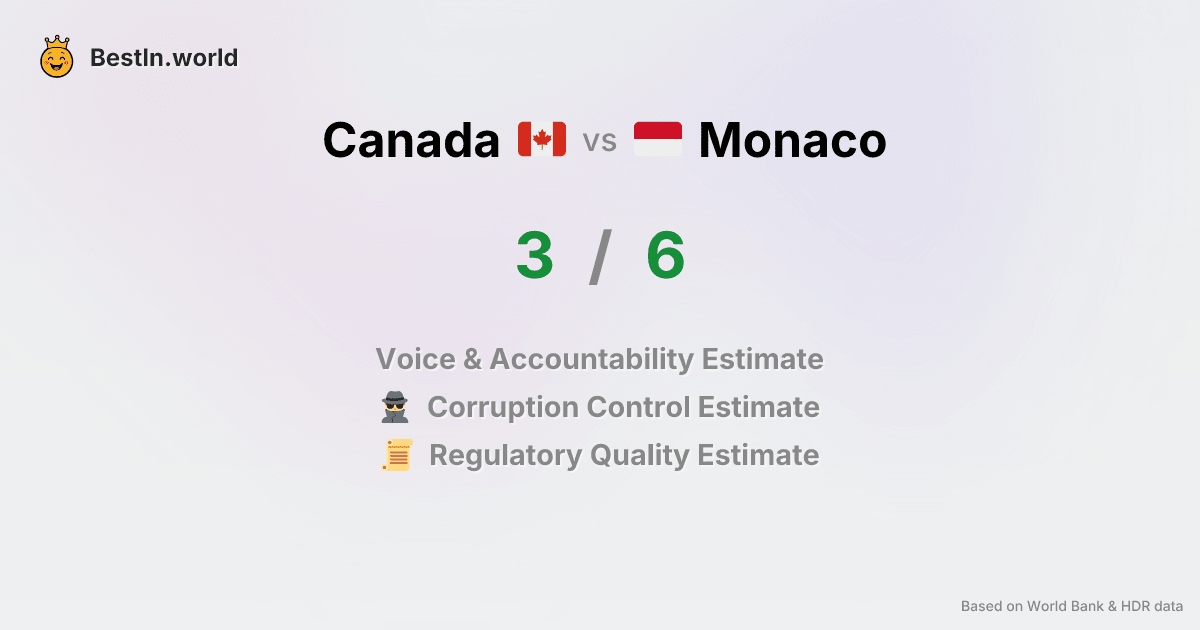 BestIn.world
Canada vs Monaco
3 / 6
Voice & Accountability Estimate
Corruption Control Estimate
Regulatory Quality Estimate
Based on World Bank & HDR data